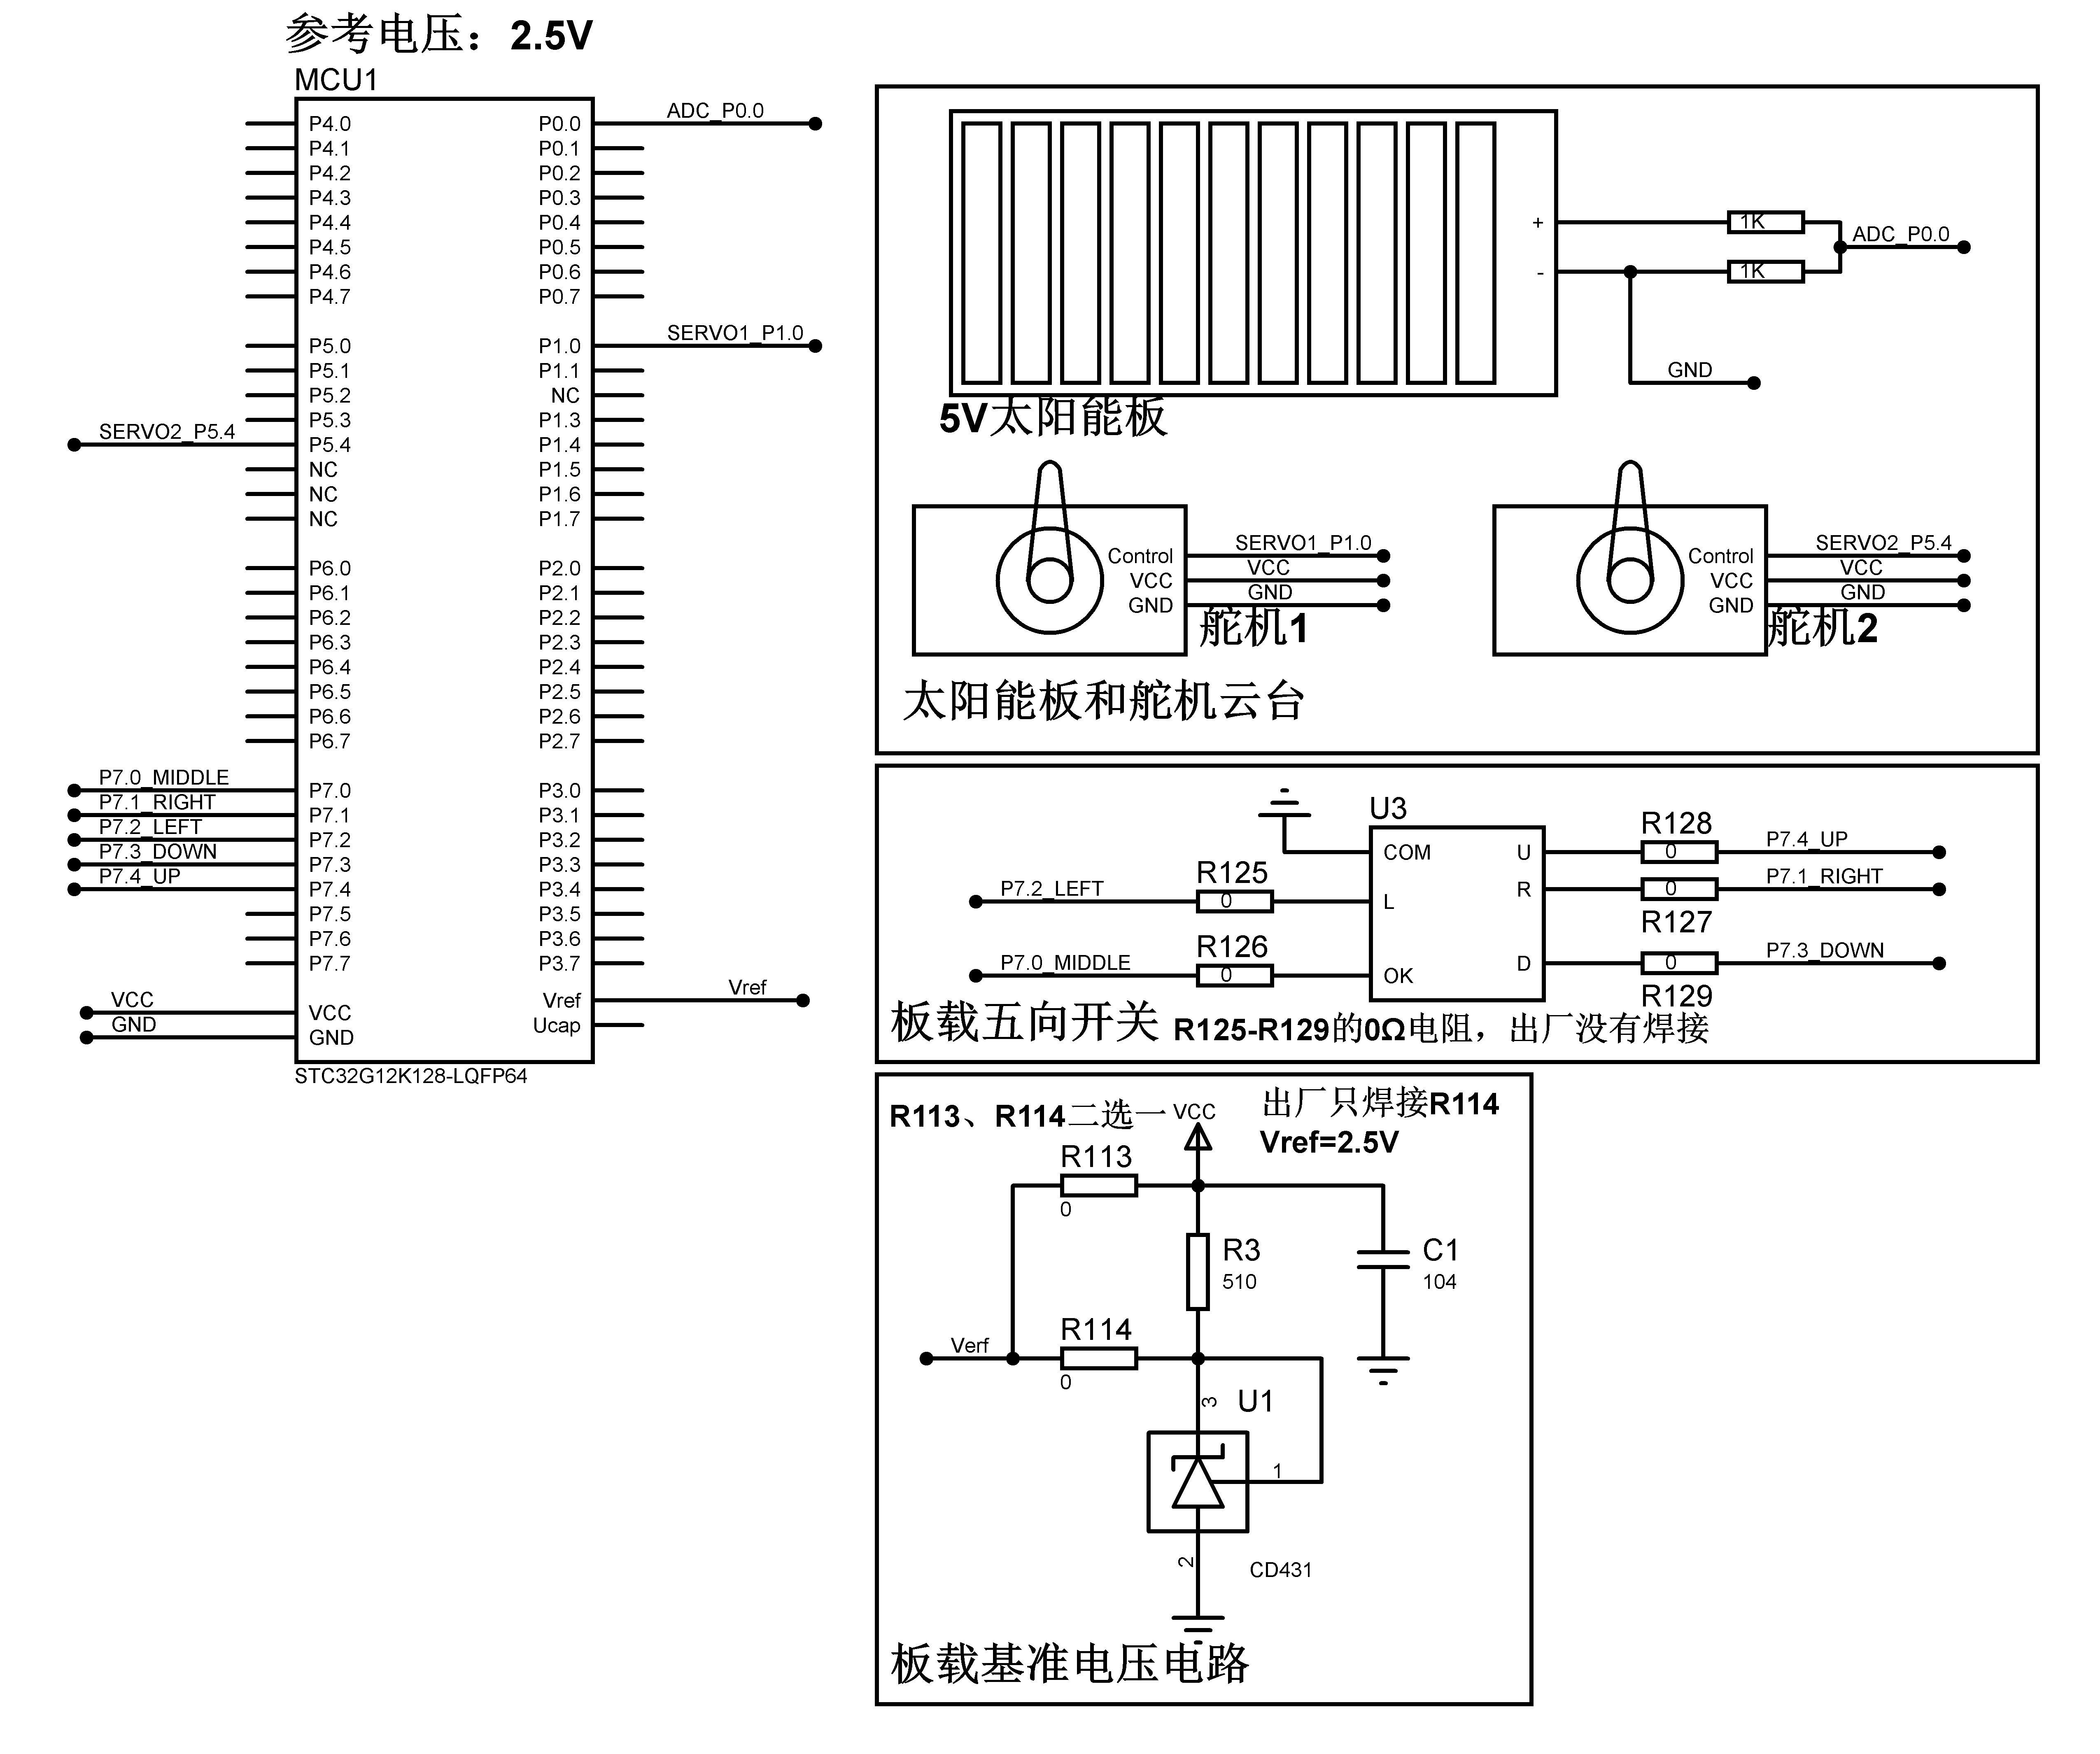 参考电压：2.5V
MCU1
P4.0
P4.1
P4.2
P4.3
P4.4
P4.5
P4.6
P4.7
P5.0
P5.1
P5.2
P5.3
SERVO2_P5.4
P5.4
NC
NC
NC
P6.0
P6.1
P6.2
P6.3
P6.4
P6.5
P6.6
P6.7
P7.0_MIDDLE
P7.0
P7.1_RIGHT
P7.1
P7.2_LEFT
P7.2
P7.3_DOWN
P7.3
P7.4_UP
P7.4
P7.5
P7.6
P7.7
VCC
VCC
GND
GND
P0.0
ADC_P0.0
P0.1
P0.2
P0.3
P0.4
P0.5
P0.6
P0.7
P1.0
SERVO1_P1.0
P1.1
NC
P1.3
P1.4
P1.5
P1.6
P1.7
P2.0
P2.1
P2.2
P2.3
P2.4
P2.5
P2.6
P2.7
P3.0
P3.1
P3.2
P3.3
P3.4
P3.5
P3.6
P3.7
Vref
Vref
Ucap
STC32G12K128-LQFP64
+
1K
ADC_P0.0
-
1K
GND
5V太阳能板
Control
SERVO1_P1.0
VCC
VCC
GND
GND
舵机1
Control
SERVO2_P5.4
VCC
VCC
GND
GND
舵机2
太阳能板和舵机云台
U3
COM
U
R128
0
P7.4_UP
P7.2_LEFT
R125
0
L
R
0
P7.1_RIGHT
R127
P7.0_MIDDLE
R126
0
OK
D
0
P7.3_DOWN
R129
板载五向开关 R125-R129的0Ω电阻，出厂没有焊接
R113、R114二选一
VCC
出厂只焊接R114
Vref=2.5V
R113
0
R3
510
C1
104
Verf
R114
0
3
U1
1
2
CD431
板载基准电压电路